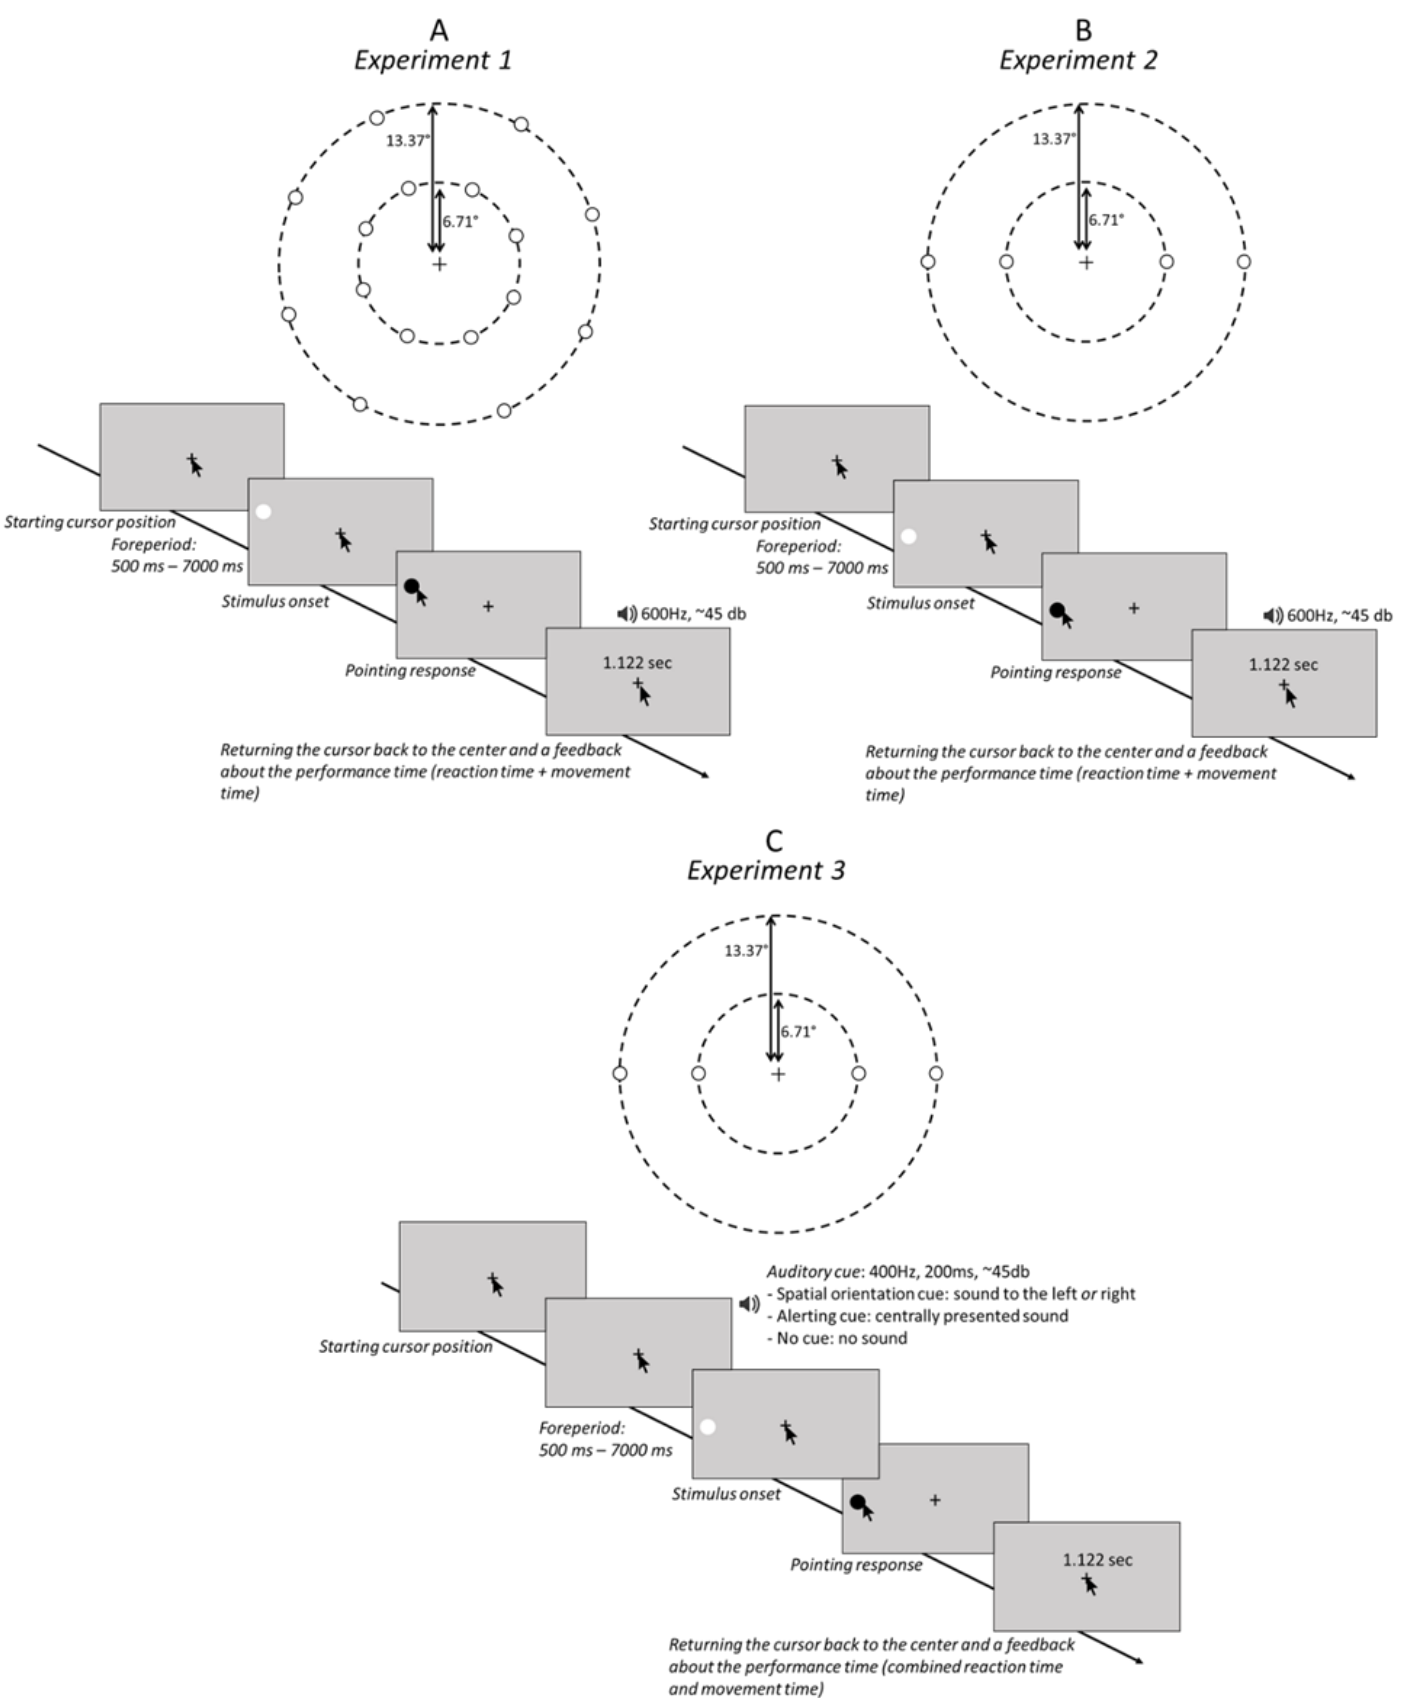 A
Experiment 1
13.37°
6.71°
Starting cursor position
Foreperiod:
500 ms – 7000 ms
Stimulus onset
600Hz, ~45 db
Pointing response
1.122 sec
Returning the cursor back to the center and a feedback
about the performance time (reaction time + movement
time)
B
Experiment 2
13.37°
6.71°
Starting cursor position
Foreperiod:
500 ms – 7000 ms
Stimulus onset
600Hz, ~45 db
Pointing response
1.122 sec
Returning the cursor back to the center and a feedback
about the performance time (reaction time + movement
time)
C
Experiment 3
13.37°
6.71°
Auditory cue: 400Hz, 200ms, ~45db
- Spatial orientation cue: sound to the left or right
- Alerting cue: centrally presented sound
- No cue: no sound
Starting cursor position
Foreperiod:
500 ms – 7000 ms
Stimulus onset
Pointing response
1.122 sec
Returning the cursor back to the center and a feedback
about the performance time (combined reaction time
and movement time)